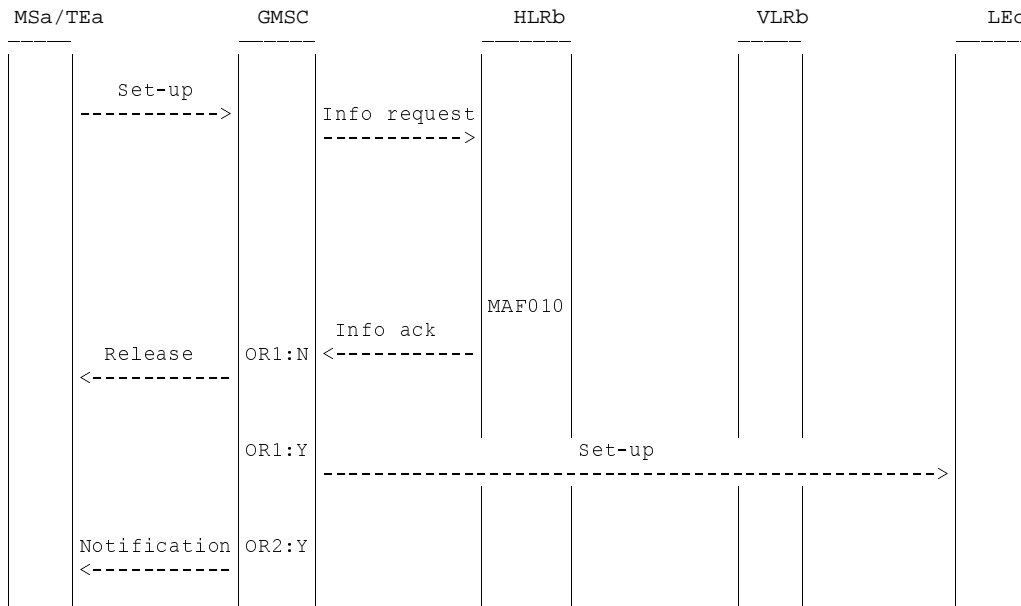 MSa/TEa GMSC HLRb VLRb LEc
Set-up
Info request
MAF010
Info ack
Release OR1:N
OR1:Y Set-up
Notification OR2:Y